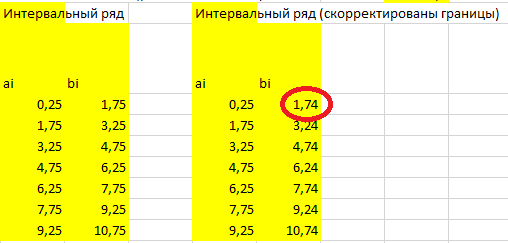 Интервальный ряд Интервальный ряд (скорректированы границы)
ai bi ai bi
0,25 1,75 0,25 1,74
1,75 3,25 1,75 3,24
3,25 4,75 3,25 4,74
4,75 6,25 4,75 6,24
6,25 7,75 6,25 7,74
7,75 9,25 7,75 9,24
9,25 10,75 9,25 10,74